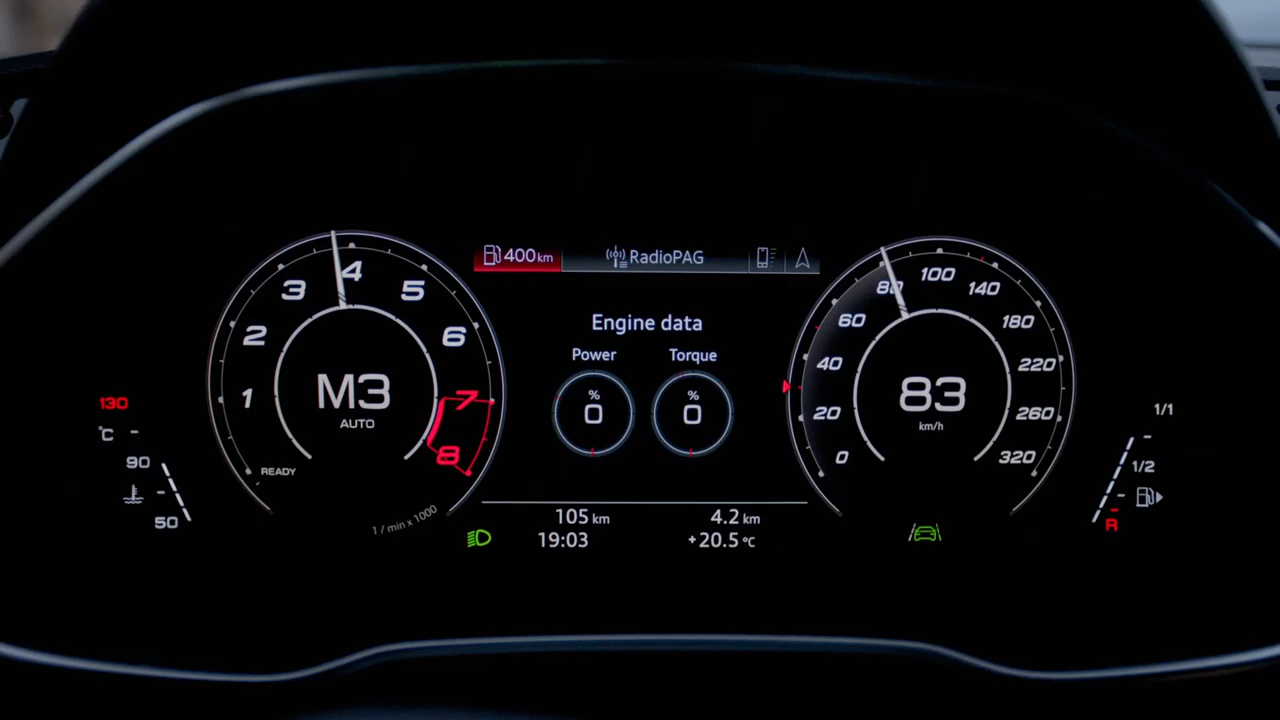 400 km
RadioPAG
1
2
3
4
5
6
7
8
M3
AUTO
READY
1 / min x 1000
Engine data
Power
Torque
%
0
%
0
0
20
40
60
80
100
140
180
220
260
320
83
km/h
130
°C
90
50
1/1
1/2
R
105 km
4.2 km
19:03
+20.5 °C